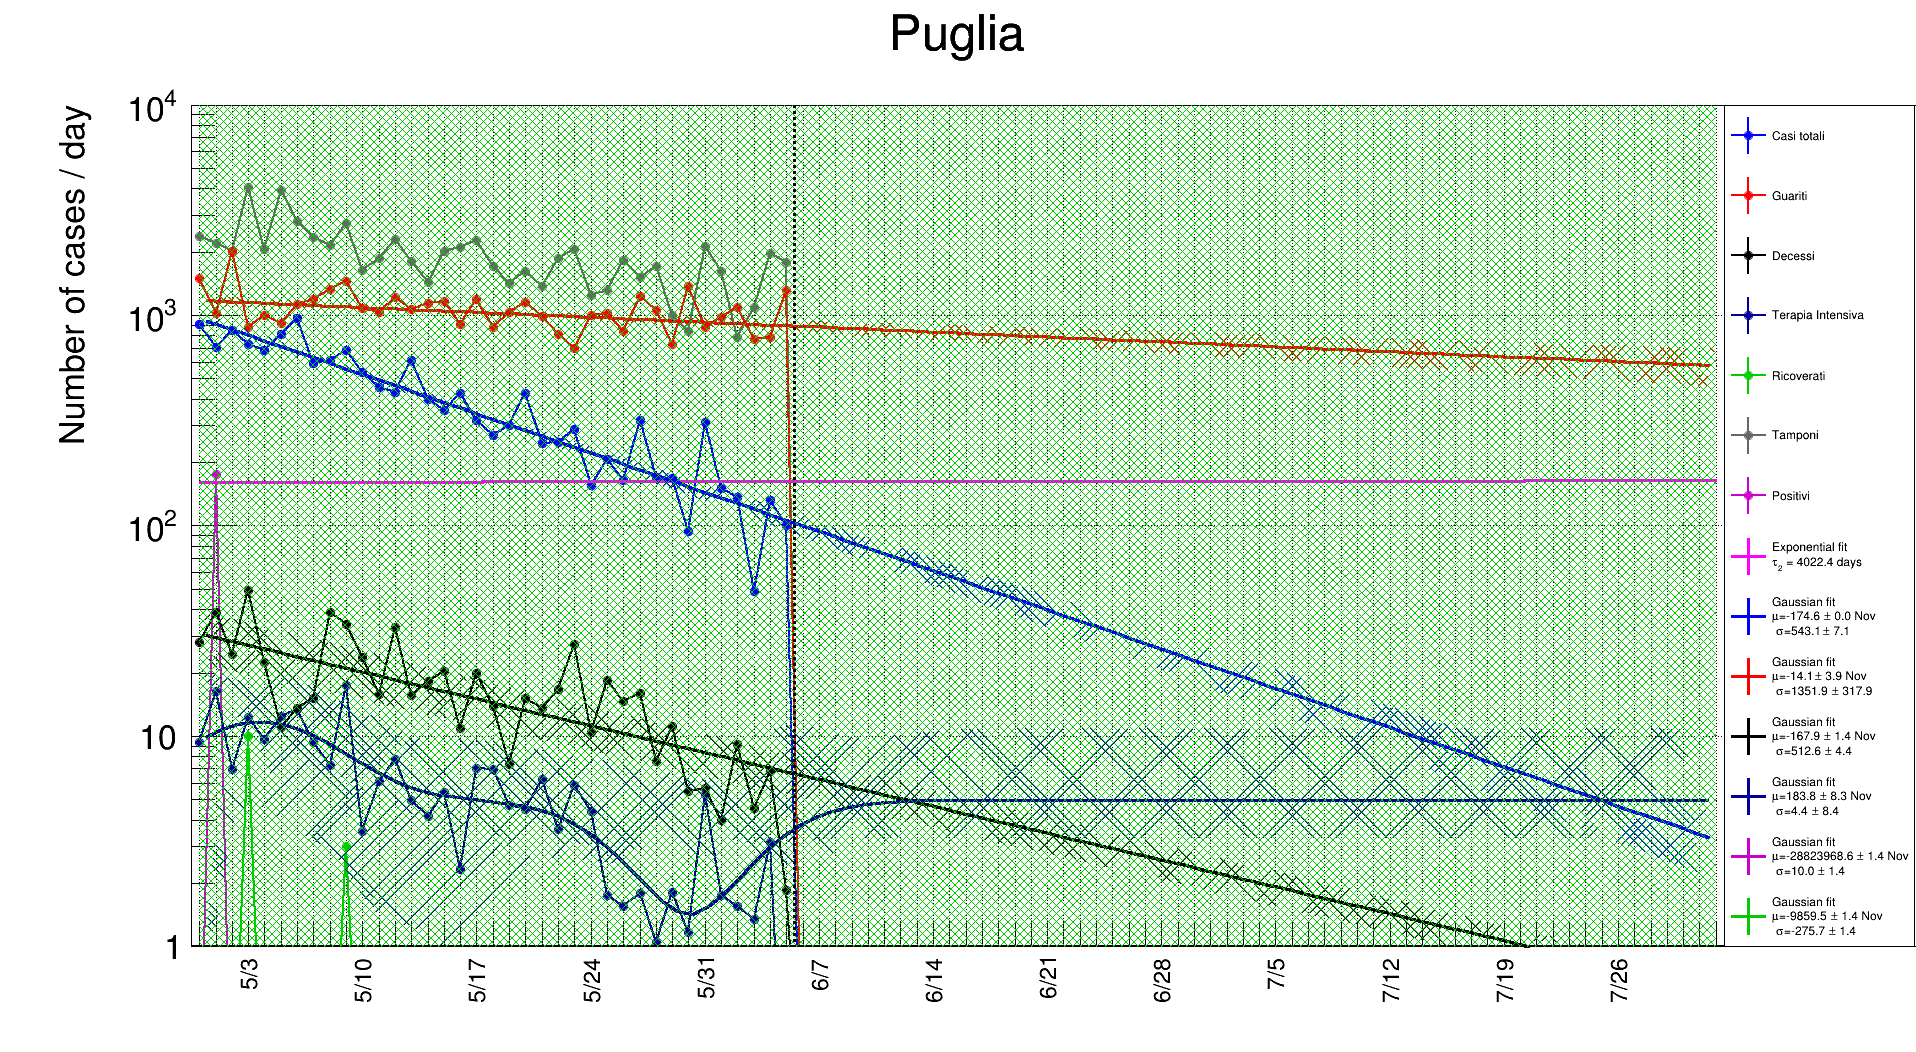 Puglia
Number of cases / day
10⁴
10³
10²
10
1
5/3
5/10
5/17
5/24
5/31
6/7
6/14
6/21
6/28
7/5
7/12
7/19
7/26
Casi totali
Guariti
Decessi
Terapia Intensiva
Ricoverati
Tamponi
Positivi
Exponential fit
τ₂ = 4022.4 days
Gaussian fit
μ=-174.6 ± 0.0 Nov
σ=543.1 ± 7.1
Gaussian fit
μ=-14.1 ± 3.9 Nov
σ=1351.9 ± 317.9
Gaussian fit
μ=-167.9 ± 1.4 Nov
σ=512.6 ± 4.4
Gaussian fit
μ=183.8 ± 8.3 Nov
σ=4.4 ± 8.4
Gaussian fit
μ=-28823968.6 ± 1.4 Nov
σ=10.0 ± 1.4
Gaussian fit
μ=-9859.5 ± 1.4 Nov
σ=-275.7 ± 1.4